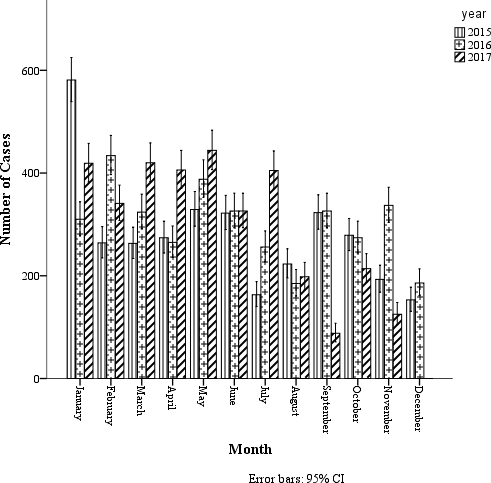 year
2015
2016
2017
Number of Cases
600
400
200
0
January
February
March
April
May
June
July
August
September
October
November
December
Month
Error bars: 95% CI